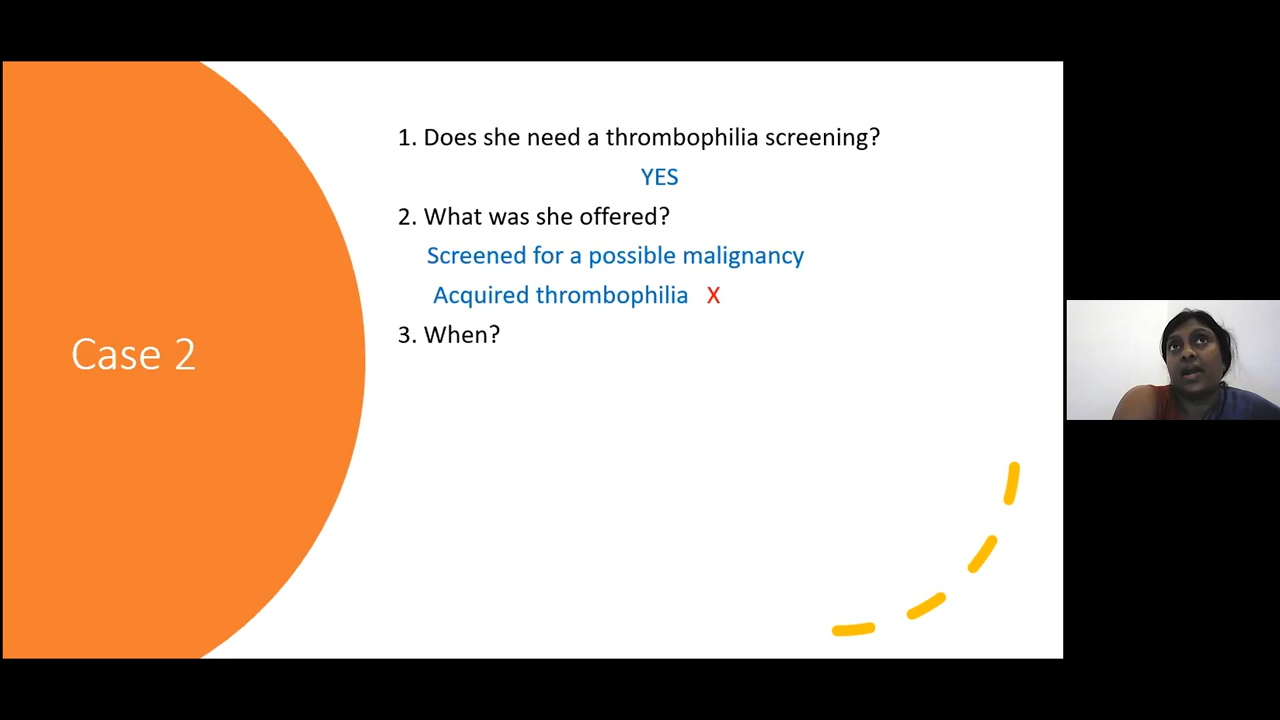 1. Does she need a thrombophilia screening?
YES
2. What was she offered?
Screened for a possible malignancy
Acquired thrombophilia X
3. When?
Case 2